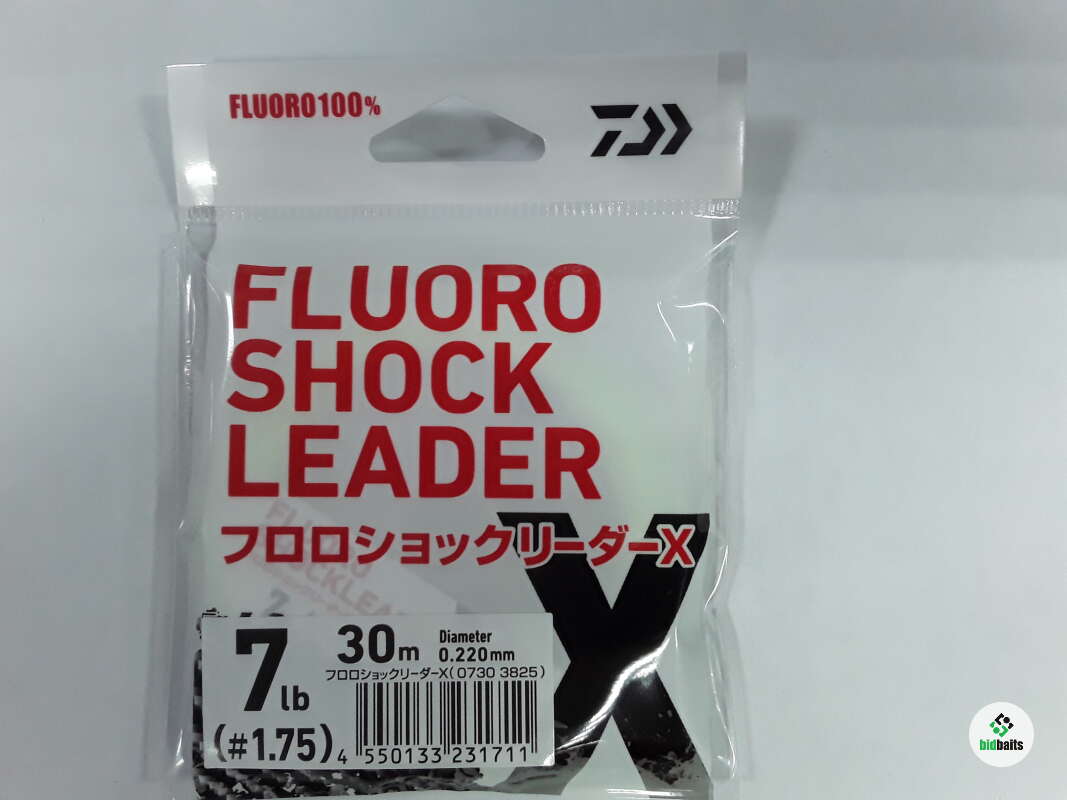 FLUORO100%
FLUORO
SHOCK
LEADER
フロロショックリーダーX
X
7lb
(#1.75)
30m
Diameter
0.220mm
フロロショックリーダーX(0730 3825)
4 550133 231711
bidbaits